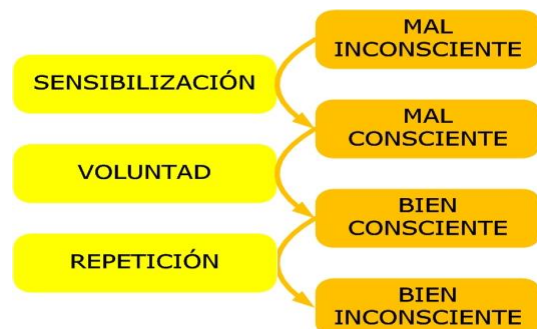 MAL
INCONSCIENTE
SENSIBILIZACIÓN
MAL
CONSCIENTE
VOLUNTAD
BIEN
CONSCIENTE
REPETICIÓN
BIEN
INCONSCIENTE